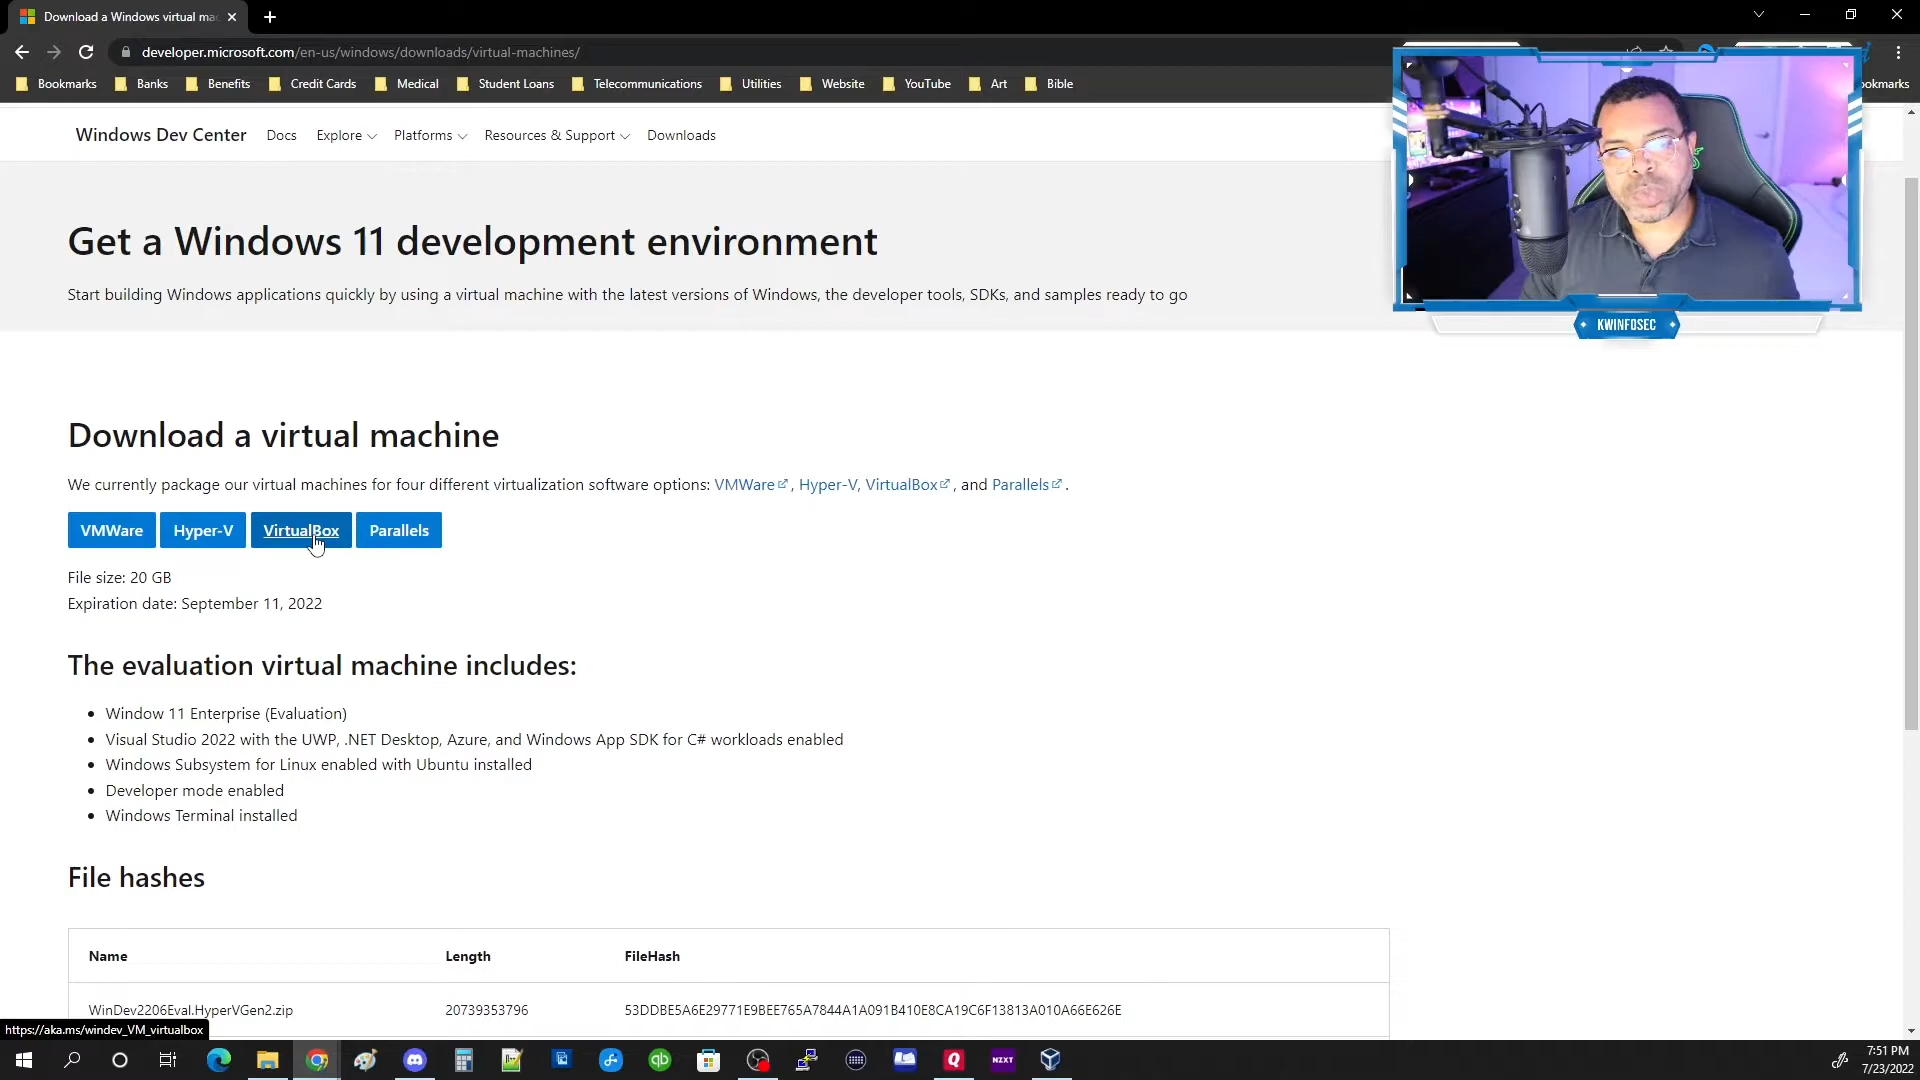 Download a Windows virtual ma
developer.microsoft.com/en-us/windows/downloads/virtual-machines/
Bookmarks Banks Benefits Credit Cards Medical Student Loans Telecommunications Utilities Website YouTube Art Bible
Windows Dev Center Docs Explore Platforms Resources & Support Downloads
Get a Windows 11 development environment
Start building Windows applications quickly by using a virtual machine with the latest versions of Windows, the developer tools, SDKs, and samples ready to go
KWINFOSEC
Download a virtual machine
We currently package our virtual machines for four different virtualization software options: VMWare, Hyper-V, VirtualBox, and Parallels.
VMWare Hyper-V VirtualBox Parallels
File size: 20 GB
Expiration date: September 11, 2022
The evaluation virtual machine includes:
Window 11 Enterprise (Evaluation)
Visual Studio 2022 with the UWP, .NET Desktop, Azure, and Windows App SDK for C# workloads enabled
Windows Subsystem for Linux enabled with Ubuntu installed
Developer mode enabled
Windows Terminal installed
File hashes
Name Length FileHash
WinDev2206Eval.HyperVGen2.zip 20739353796 53DDBE5A6E29771E9BEE765A7844A1A091B410E8CA19C6F13813A010A66E626E
https://aka.ms/windev_VM_virtualbox
NZXT
7:51 PM
7/23/2022